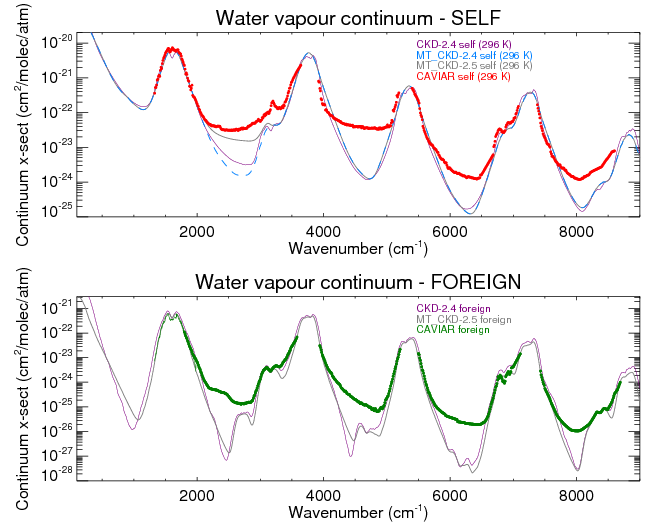 Water vapour continuum - SELF
Continuum x-sect (cm²/molec/atm)
10⁻²⁰
10⁻²¹
10⁻²²
10⁻²³
10⁻²⁴
10⁻²⁵
CKD-2.4 self (296 K)
MT_CKD-2.4 self (296 K)
MT_CKD-2.5 self (296 K)
CAVIAR self (296 K)
2000 4000 6000 8000
Wavenumber (cm⁻¹)
Water vapour continuum - FOREIGN
Continuum x-sect (cm²/molec/atm)
10⁻²¹
10⁻²²
10⁻²³
10⁻²⁴
10⁻²⁵
10⁻²⁶
10⁻²⁷
10⁻²⁸
CKD-2.4 foreign
MT_CKD-2.5 foreign
CAVIAR foreign
2000 4000 6000 8000
Wavenumber (cm⁻¹)